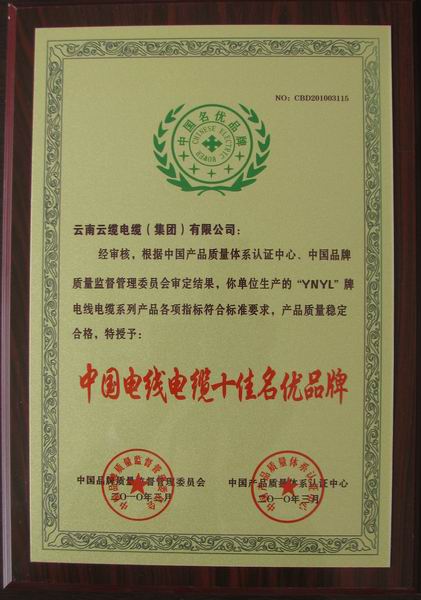 NO: CBD201003115
中国名优品牌
CHINESE ELECTRIC
云南云缆电缆（集团）有限公司：
经审核，根据中国产品质量体系认证中心、中国品牌
质量监督管理委员会审定结果，你单位生产的“YNYL”牌
电线电缆系列产品各项指标符合标准要求，产品质量稳定
合格，特授予：
中国电线电缆十佳名优品牌
中国品牌质量监督管理委员会
二〇一〇年三月
中国产品质量体系认证中心
二〇一〇年三月